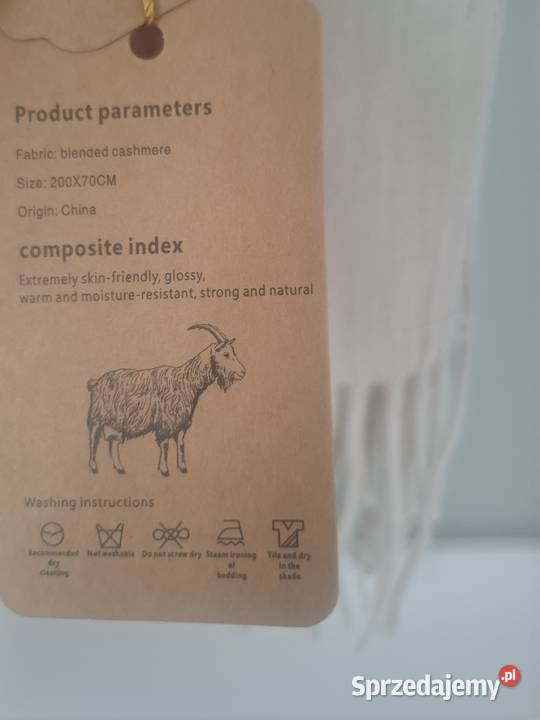 Product parameters
Fabric: blended cashmere
Size: 200X70CM
Origin: China
composite index
Extremely skin-friendly, glossy,
warm and moisture-resistant, strong and natural
Washing instructions
Recommended
dry
cleaning
Not washable
Do not screw dry
Steam ironing
of
bedding
Tile and dry
in the
shade
Sprzedajemy.pl